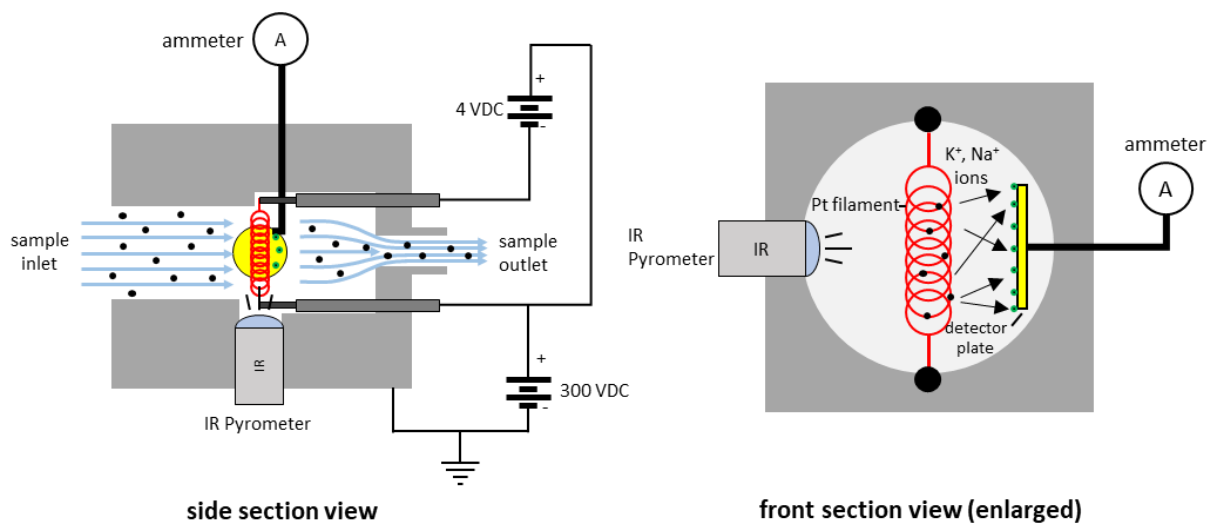 ammeter
A
+
4 VDC
-
sample
inlet
sample
outlet
+
300 VDC
-
IR
IR Pyrometer
side section view
K⁺, Na⁺
ions
ammeter
A
Pt filament
IR
Pyrometer
IR
detector
plate
front section view (enlarged)